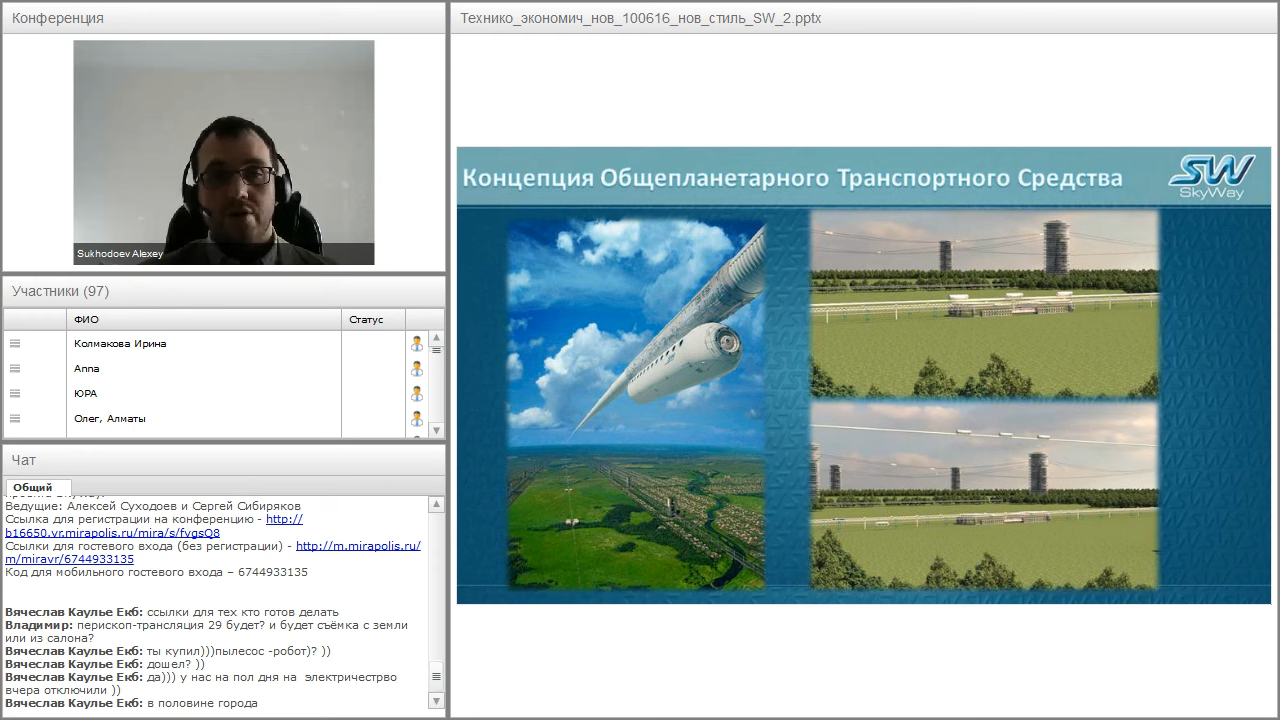 Конференция
Sukhodoev Alexey
Участники (97)
ФИО
Статус
Колмакова Ирина
Anna
ЮРА
Олег, Алматы
Чат
Общий
Ведущие: Алексей Суходоев и Сергей Сибиряков
Ссылка для регистрации на конференцию - http://
b16650.vr.mirapolis.ru/mira/s/fvgsQ8
Ссылки для гостевого входа (без регистрации) - http://m.mirapolis.ru/
m/miravr/6744933135
Код для мобильного гостевого входа – 6744933135
Вячеслав Каулье Екб: ссылки для тех кто готов делать
Владимир: перископ-трансляция 29 будет? и будет съёмка с земли
или из салона?
Вячеслав Каулье Екб: ты купил)))пылесос -робот)? ))
Вячеслав Каулье Екб: дошел? ))
Вячеслав Каулье Екб: да))) у нас на пол дня на электричестрво
вчера отключили ))
Вячеслав Каулье Екб: в половине города
Технико_экономич_нов_100616_нов_стиль_SW_2.pptx
Концепция Общепланетарного Транспортного Средства
SW
SkyWay